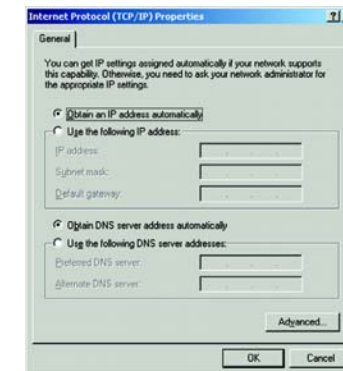 Internet Protocol (TCP/IP) Properties
General
You can get IP settings assigned automatically if your network supports
this capability. Otherwise, you need to ask your network administrator for
the appropriate IP settings.
Obtain an IP address automatically
Use the following IP address:
IP address:
Subnet mask:
Default gateway:
Obtain DNS server address automatically
Use the following DNS server addresses:
Preferred DNS server:
Alternate DNS server:
Advanced...
OK Cancel